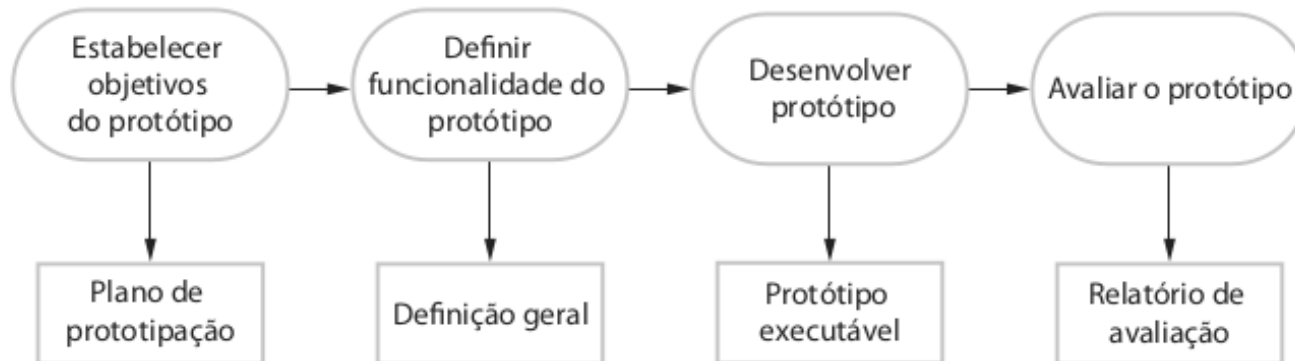 Estabelecer
objetivos
do protótipo
Definir
funcionalidade do
protótipo
Desenvolver
protótipo
Avaliar o protótipo
Plano de
prototipação
Definição geral
Protótipo
executável
Relatório de
avaliação